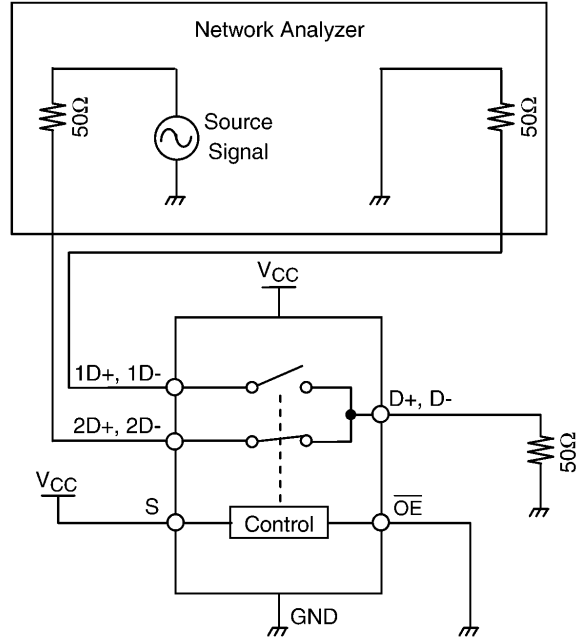 Network Analyzer
50Ω
Source
Signal
50Ω
VCC
1D+, 1D-
D+, D-
2D+, 2D-
50Ω
VCC
S
Control
OE
GND